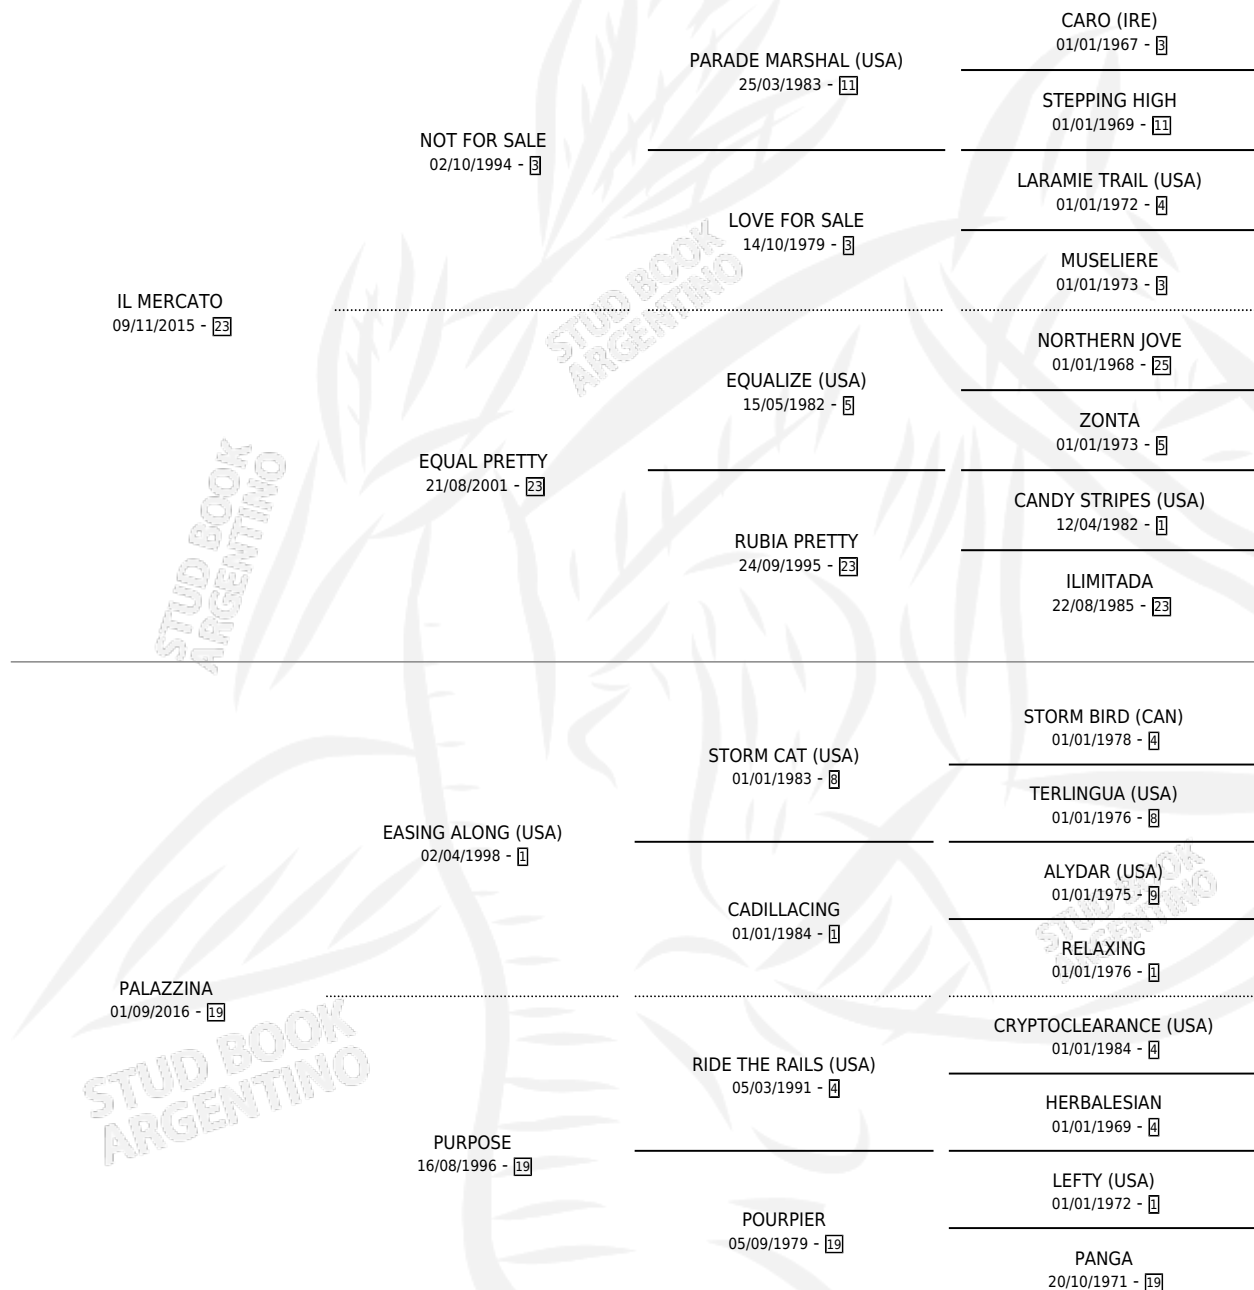 CARO (IRE)
01/01/1967 - 3
PARADE MARSHAL (USA)
25/03/1983 - 11
STEPPING HIGH
01/01/1969 - 11
NOT FOR SALE
02/10/1994 - 3
LARAMIE TRAIL (USA)
01/01/1972 - 4
LOVE FOR SALE
14/10/1979 - 3
MUSELIERE
01/01/1973 - 3
IL MERCATO
09/11/2015 - 23
NORTHERN JOVE
01/01/1968 - 25
EQUALIZE (USA)
15/05/1982 - 5
ZONTA
01/01/1973 - 5
EQUAL PRETTY
21/08/2001 - 23
CANDY STRIPES (USA)
12/04/1982 - 1
RUBIA PRETTY
24/09/1995 - 23
ILIMITADA
22/08/1985 - 23
STORM BIRD (CAN)
01/01/1978 - 4
STORM CAT (USA)
01/01/1983 - 8
TERLINGUA (USA)
01/01/1976 - 8
EASING ALONG (USA)
02/04/1998 - 1
ALYDAR (USA)
01/01/1975 - 9
CADILLACING
01/01/1984 - 1
RELAXING
01/01/1976 - 1
PALAZZINA
01/09/2016 - 19
CRYPTOCLEARANCE (USA)
01/01/1984 - 4
RIDE THE RAILS (USA)
05/03/1991 - 4
HERBALESIAN
01/01/1969 - 4
PURPOSE
16/08/1996 - 19
LEFTY (USA)
01/01/1972 - 1
POURPIER
05/09/1979 - 19
PANGA
20/10/1971 - 19
STUD BOOK
ARGENTINO
STUD BOOK
ARGENTINO
STUD BOOK
ARGENTINO
STUD BOOK
ARGENTINO